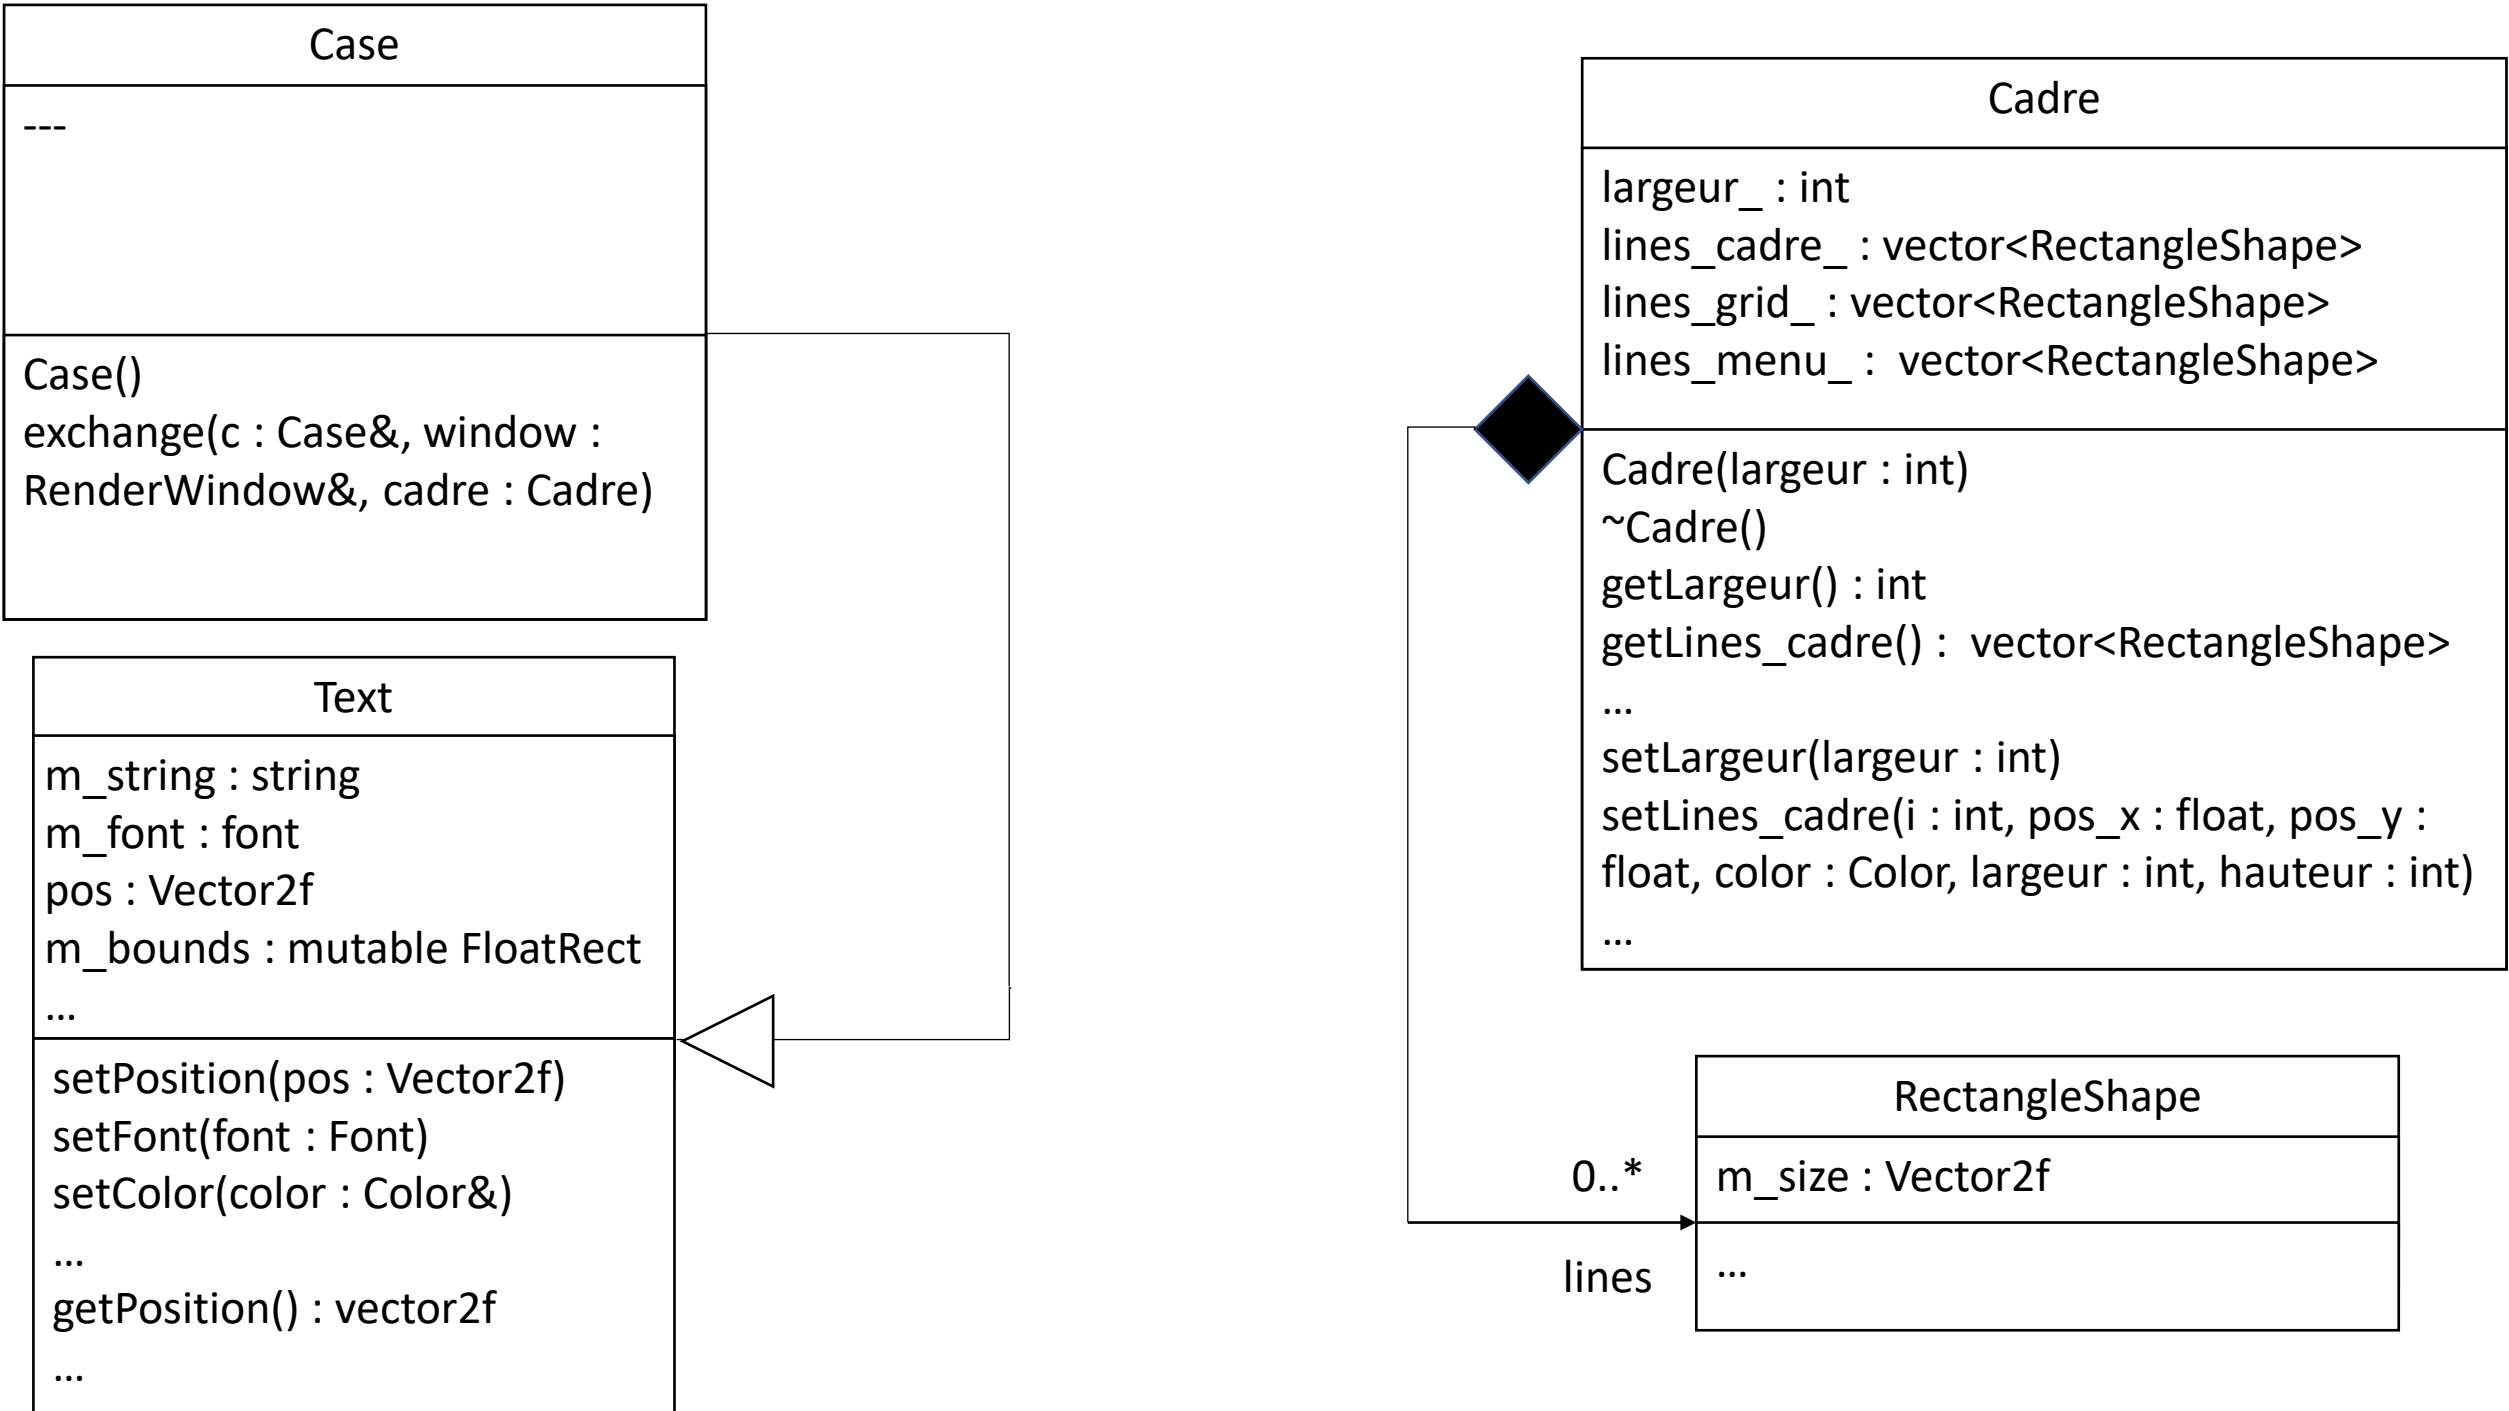 Case
---
Case()
exchange(c : Case&, window :
RenderWindow&, cadre : Cadre)
Text
m_string : string
m_font : font
pos : Vector2f
m_bounds : mutable FloatRect
...
setPosition(pos : Vector2f)
setFont(font : Font)
setColor(color : Color&)
...
getPosition() : vector2f
...
Cadre
largeur_ : int
lines_cadre_ : vector<RectangleShape>
lines_grid_ : vector<RectangleShape>
lines_menu_ :  vector<RectangleShape>
Cadre(largeur : int)
~Cadre()
getLargeur() : int
getLines_cadre() :  vector<RectangleShape>
...
setLargeur(largeur : int)
setLines_cadre(i : int, pos_x : float, pos_y :
float, color : Color, largeur : int, hauteur : int)
...
0..*
lines
RectangleShape
m_size : Vector2f
...